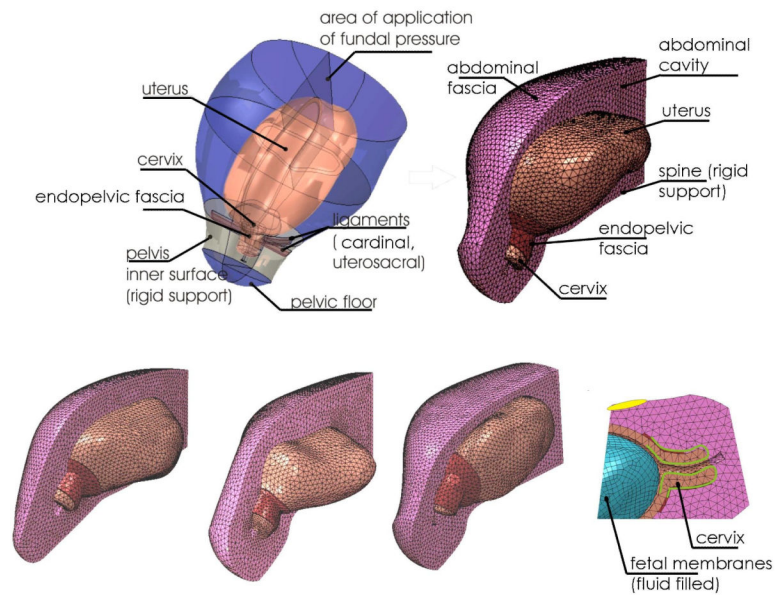 area of application
of fundal pressure
uterus
cervix
endopelvic fascia
ligaments
( cardinal,
uterosacral)
pelvis
inner surface
(rigid support)
pelvic floor
abdominal
fascia
abdominal
cavity
uterus
spine (rigid
support)
endopelvic
fascia
cervix
cervix
fetal membranes
(fluid filled)